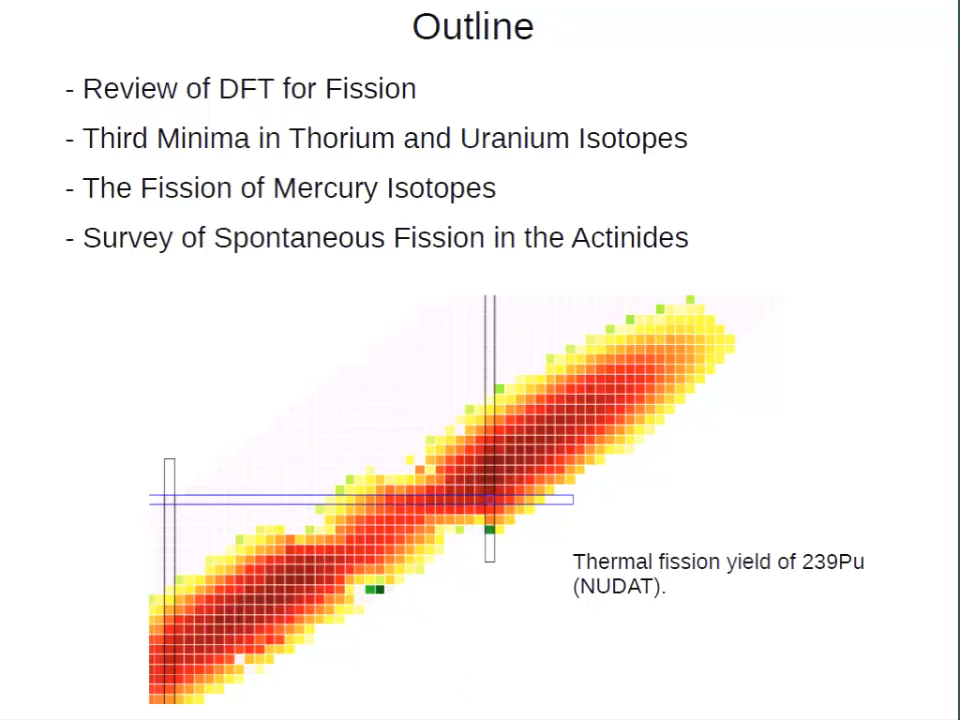 Outline
- Review of DFT for Fission
- Third Minima in Thorium and Uranium Isotopes
- The Fission of Mercury Isotopes
- Survey of Spontaneous Fission in the Actinides
Thermal fission yield of 239Pu
(NUDAT).